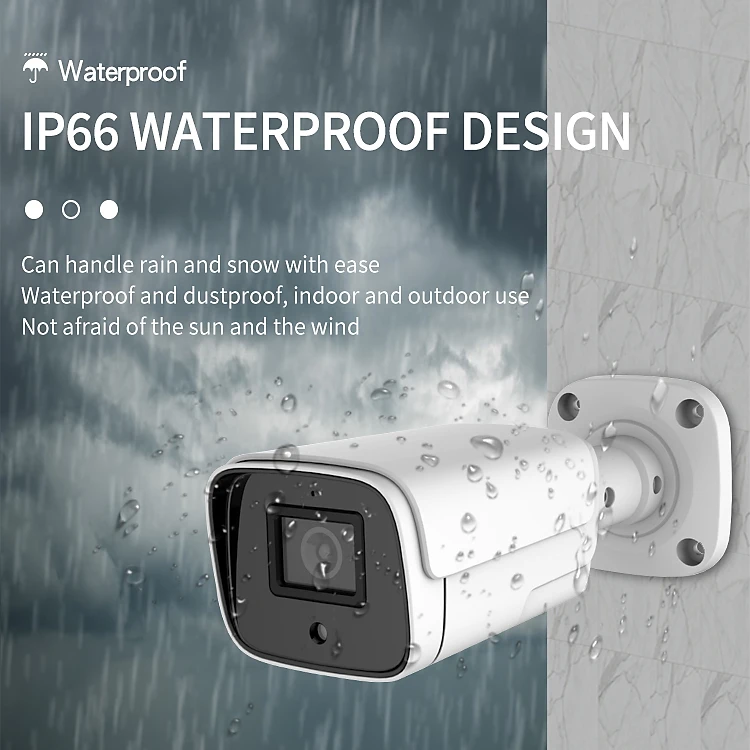 Waterproof
IP66 WATERPROOF DESIGN
Can handle rain and snow with ease
Waterproof and dustproof, indoor and outdoor use
Not afraid of the sun and the wind